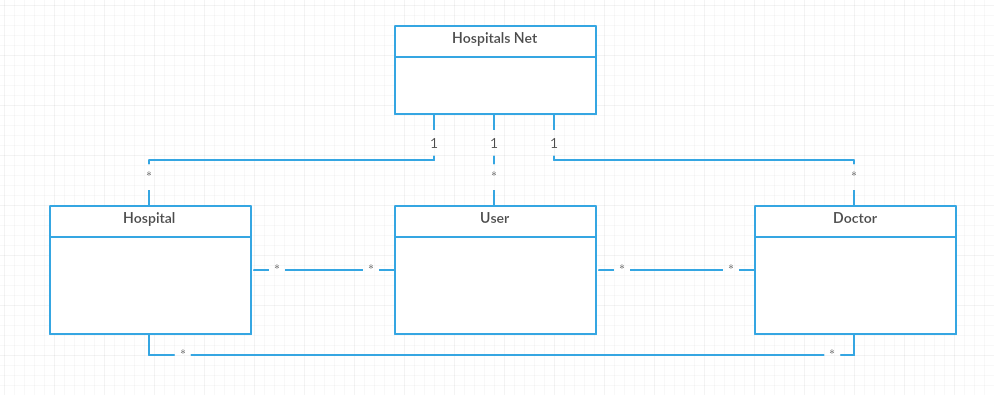 Hospitals Net
1 1 1
* * *
Hospital User Doctor
* * * *
* *